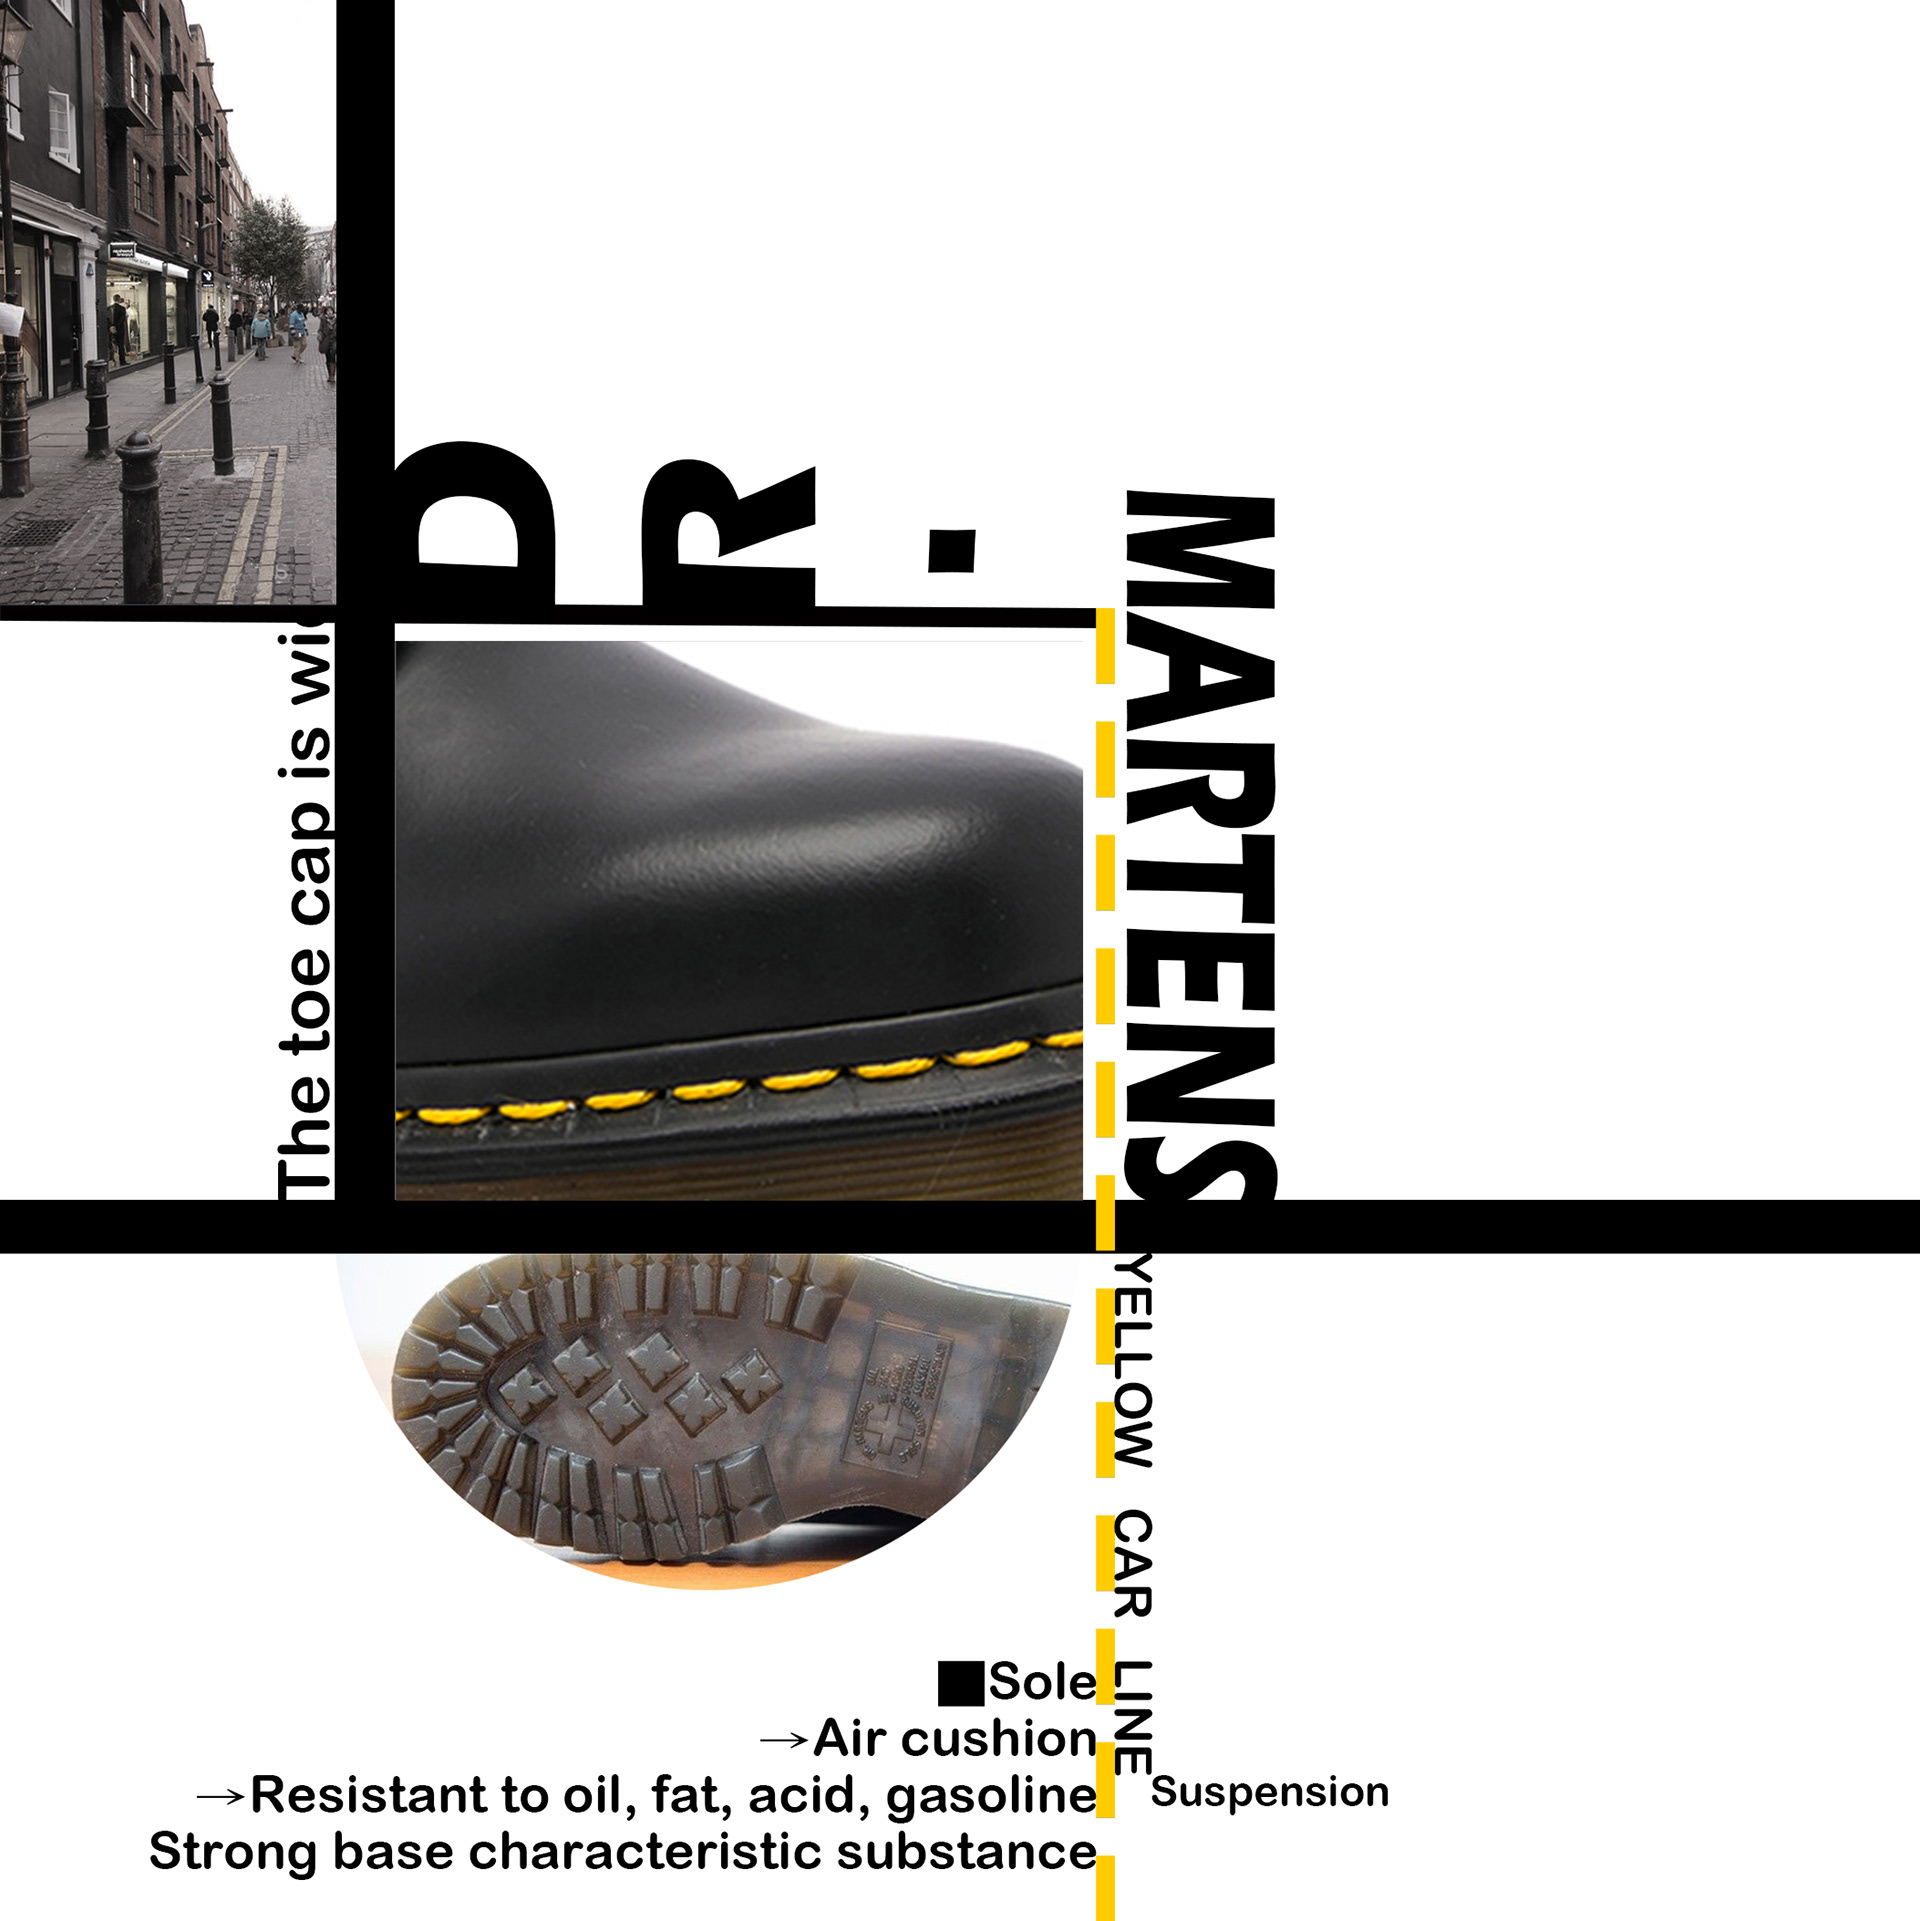 DR.
MARTENS
The toe cap is wi
YELLOW CAR LINE
Sole
→Air cushion
→Resistant to oil, fat, acid, gasoline
Strong base characteristic substance
Suspension